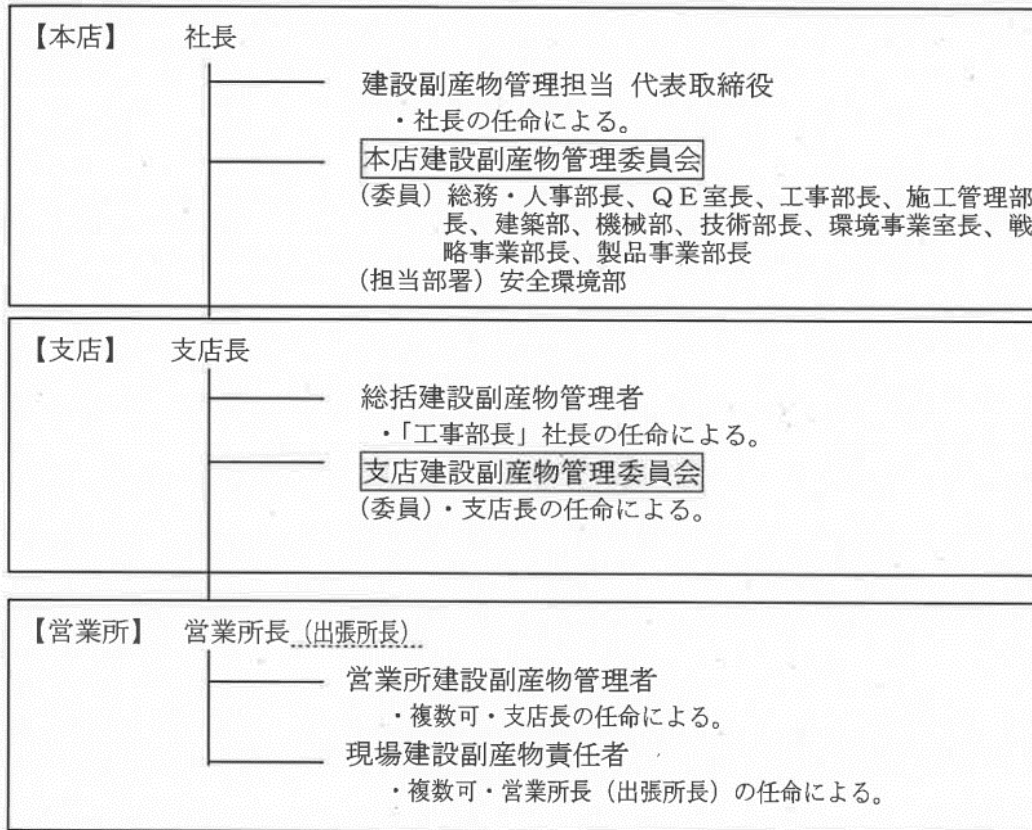 【本店】 社長
建設副産物管理担当 代表取締役
・社長の任命による。
本店建設副産物管理委員会
(委員) 総務・人事部長、QE室長、工事部長、施工管理部
長、建築部、機械部、技術部長、環境事業室長、戦
略事業部長、製品事業部長
(担当部署) 安全環境部
【支店】 支店長
総括建設副産物管理者
・「工事部長」社長の任命による。
支店建設副産物管理委員会
(委員)・支店長の任命による。
【営業所】 営業所長(出張所長)
営業所建設副産物管理者
・複数可・支店長の任命による。
現場建設副産物責任者
・複数可・営業所長(出張所長)の任命による。